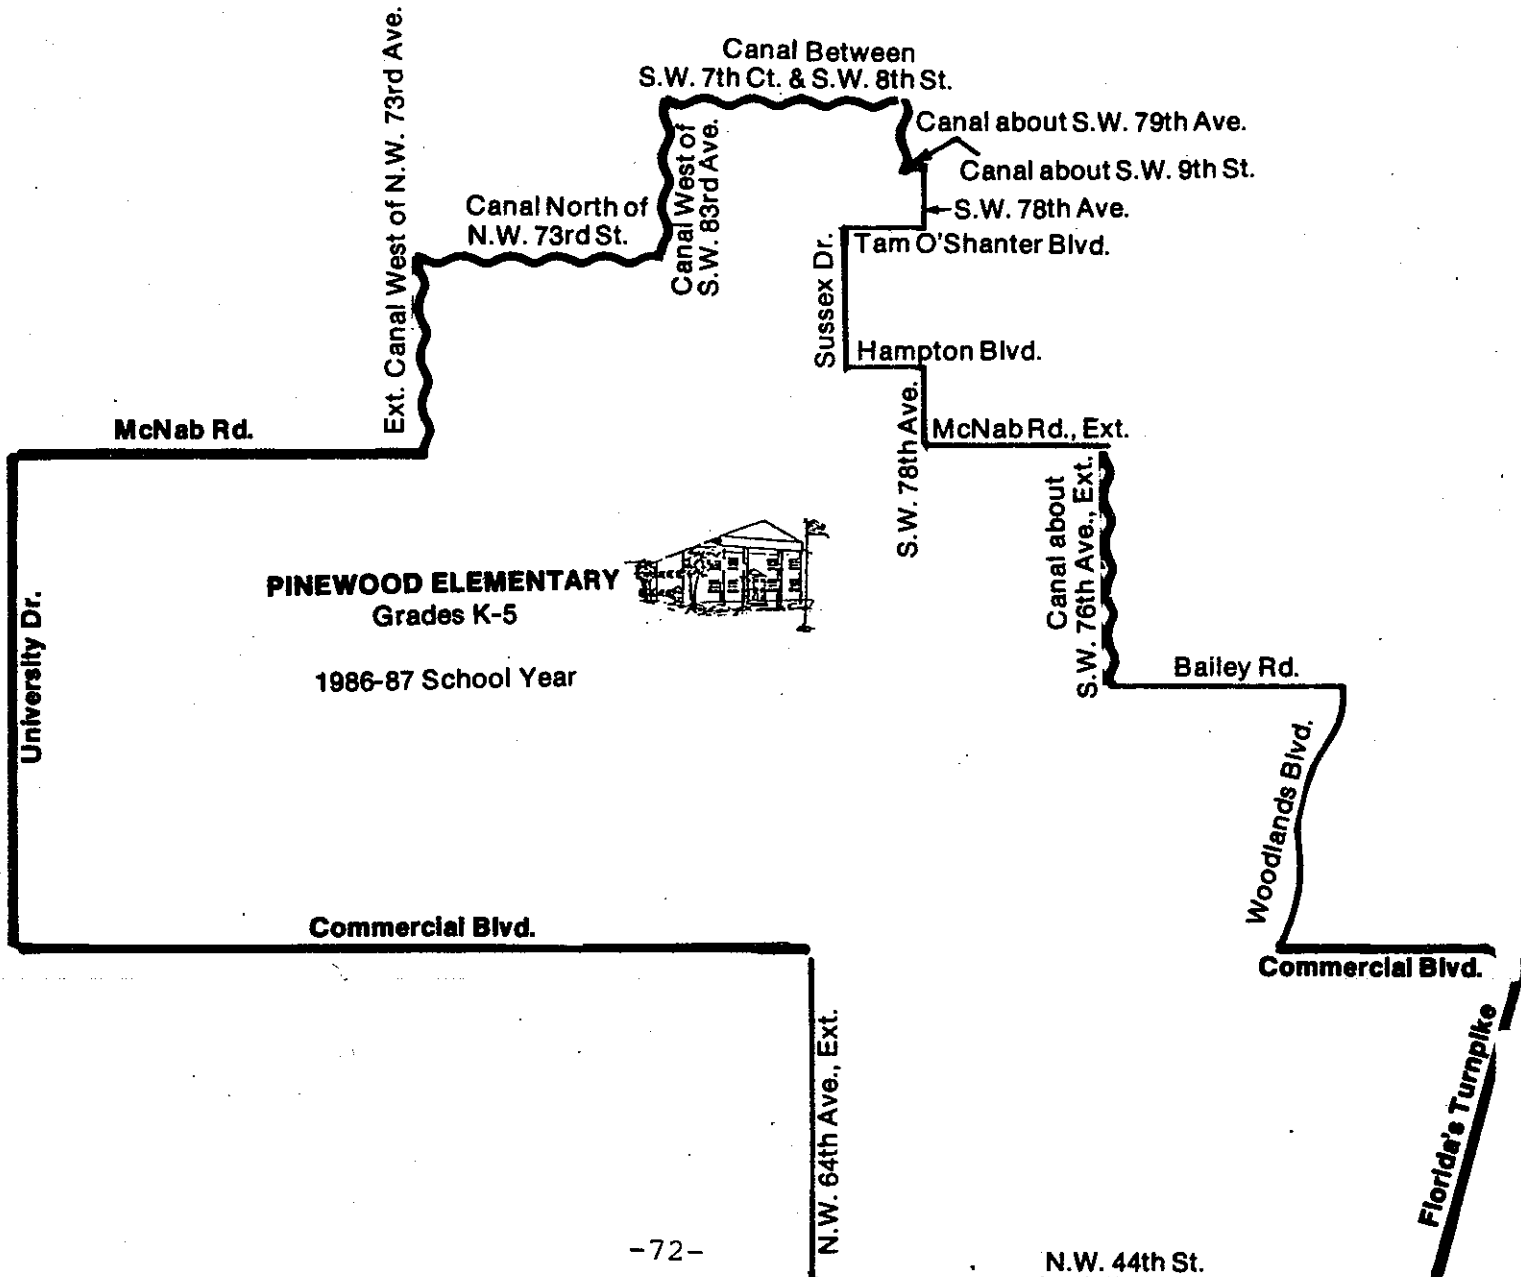 Canal Between
S.W. 7th Ct. & S.W. 8th St.
Ext. Canal West of N.W. 73rd Ave.
Canal about S.W. 79th Ave.
Canal West of
S.W. 83rd Ave.
Canal about S.W. 9th St.
Canal North of
N.W. 73rd St.
S.W. 78th Ave.
Tam O'Shanter Blvd.
Sussex Dr.
Hampton Blvd.
McNab Rd.
S.W. 78th Ave.
McNab Rd., Ext.
Canal about
S.W. 76th Ave., Ext.
PINEWOOD ELEMENTARY
Grades K-5
1986-87 School Year
University Dr.
Bailey Rd.
Woodlands Blvd.
Commercial Blvd.
Commercial Blvd.
N.W. 64th Ave., Ext.
Florida's Turnpike
-72-
N.W. 44th St.